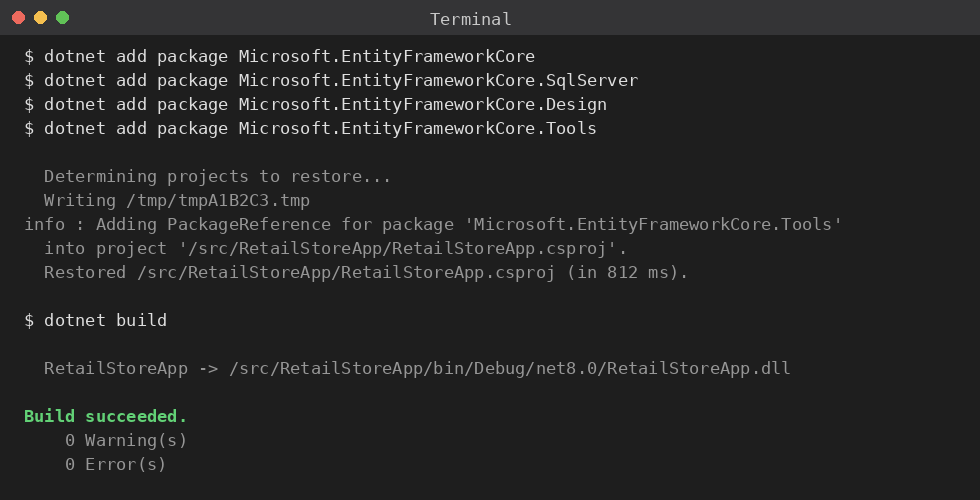 Terminal
$ dotnet add package Microsoft.EntityFrameworkCore
$ dotnet add package Microsoft.EntityFrameworkCore.SqlServer
$ dotnet add package Microsoft.EntityFrameworkCore.Design
$ dotnet add package Microsoft.EntityFrameworkCore.Tools
Determining projects to restore...
Writing /tmp/tmpA1B2C3.tmp
info : Adding PackageReference for package 'Microsoft.EntityFrameworkCore.Tools'
into project '/src/RetailStoreApp/RetailStoreApp.csproj'.
Restored /src/RetailStoreApp/RetailStoreApp.csproj (in 812 ms).
$ dotnet build
RetailStoreApp -> /src/RetailStoreApp/bin/Debug/net8.0/RetailStoreApp.dll
Build succeeded.
0 Warning(s)
0 Error(s)